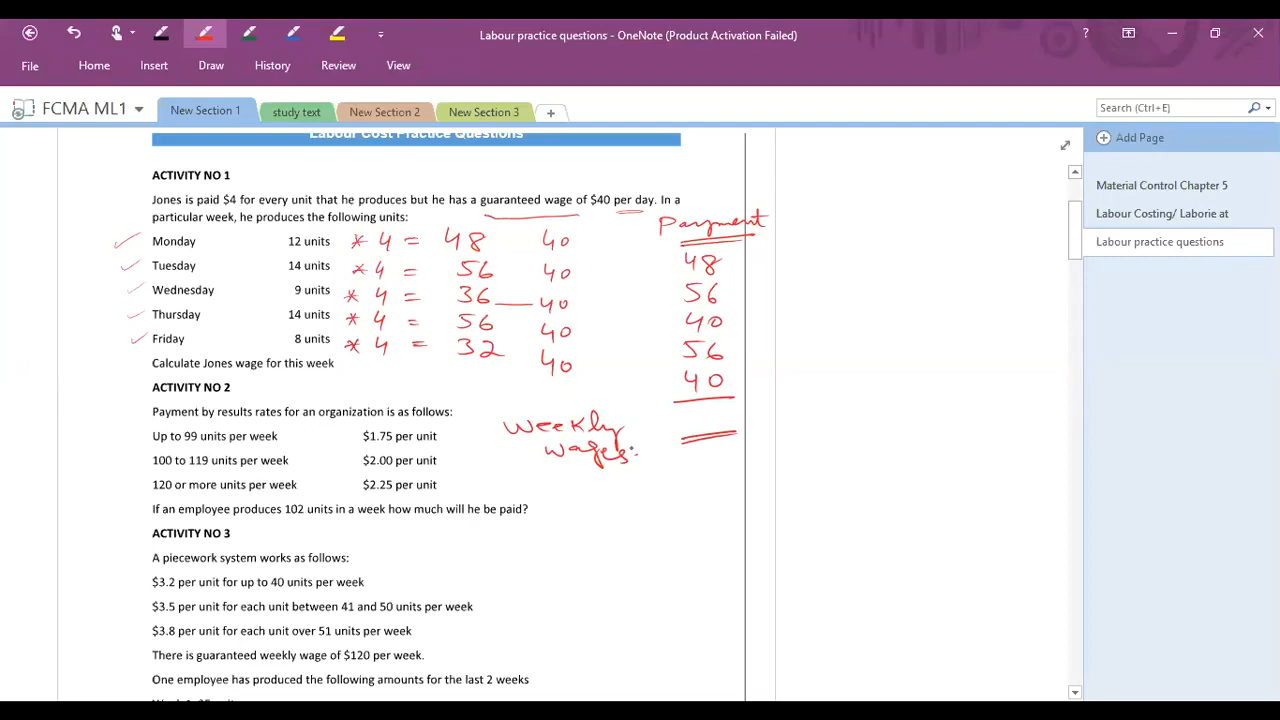 Labour practice questions - OneNote (Product Activation Failed)
?
File Home Insert Draw History Review View
FCMA ML1 New Section 1 study text New Section 2 New Section 3 + Search (Ctrl+E)
Add Page
Material Control Chapter 5
Labour Costing/ Laborie at
Labour practice questions
Labour Cost Practice Questions
ACTIVITY NO 1
Jones is paid $4 for every unit that he produces but he has a guaranteed wage of $40 per day. In a
particular week, he produces the following units:
Payment
Monday 12 units * 4 = 48 40 48
Tuesday 14 units * 4 = 56 40 56
Wednesday 9 units * 4 = 36 40 40
Thursday 14 units * 4 = 56 40 56
Friday 8 units * 4 = 32 40 40
Calculate Jones wage for this week
ACTIVITY NO 2
Payment by results rates for an organization is as follows:
Weekly
wages:
Up to 99 units per week $1.75 per unit
100 to 119 units per week $2.00 per unit
120 or more units per week $2.25 per unit
If an employee produces 102 units in a week how much will he be paid?
ACTIVITY NO 3
A piecework system works as follows:
$3.2 per unit for up to 40 units per week
$3.5 per unit for each unit between 41 and 50 units per week
$3.8 per unit for each unit over 51 units per week
There is guaranteed weekly wage of $120 per week.
One employee has produced the following amounts for the last 2 weeks